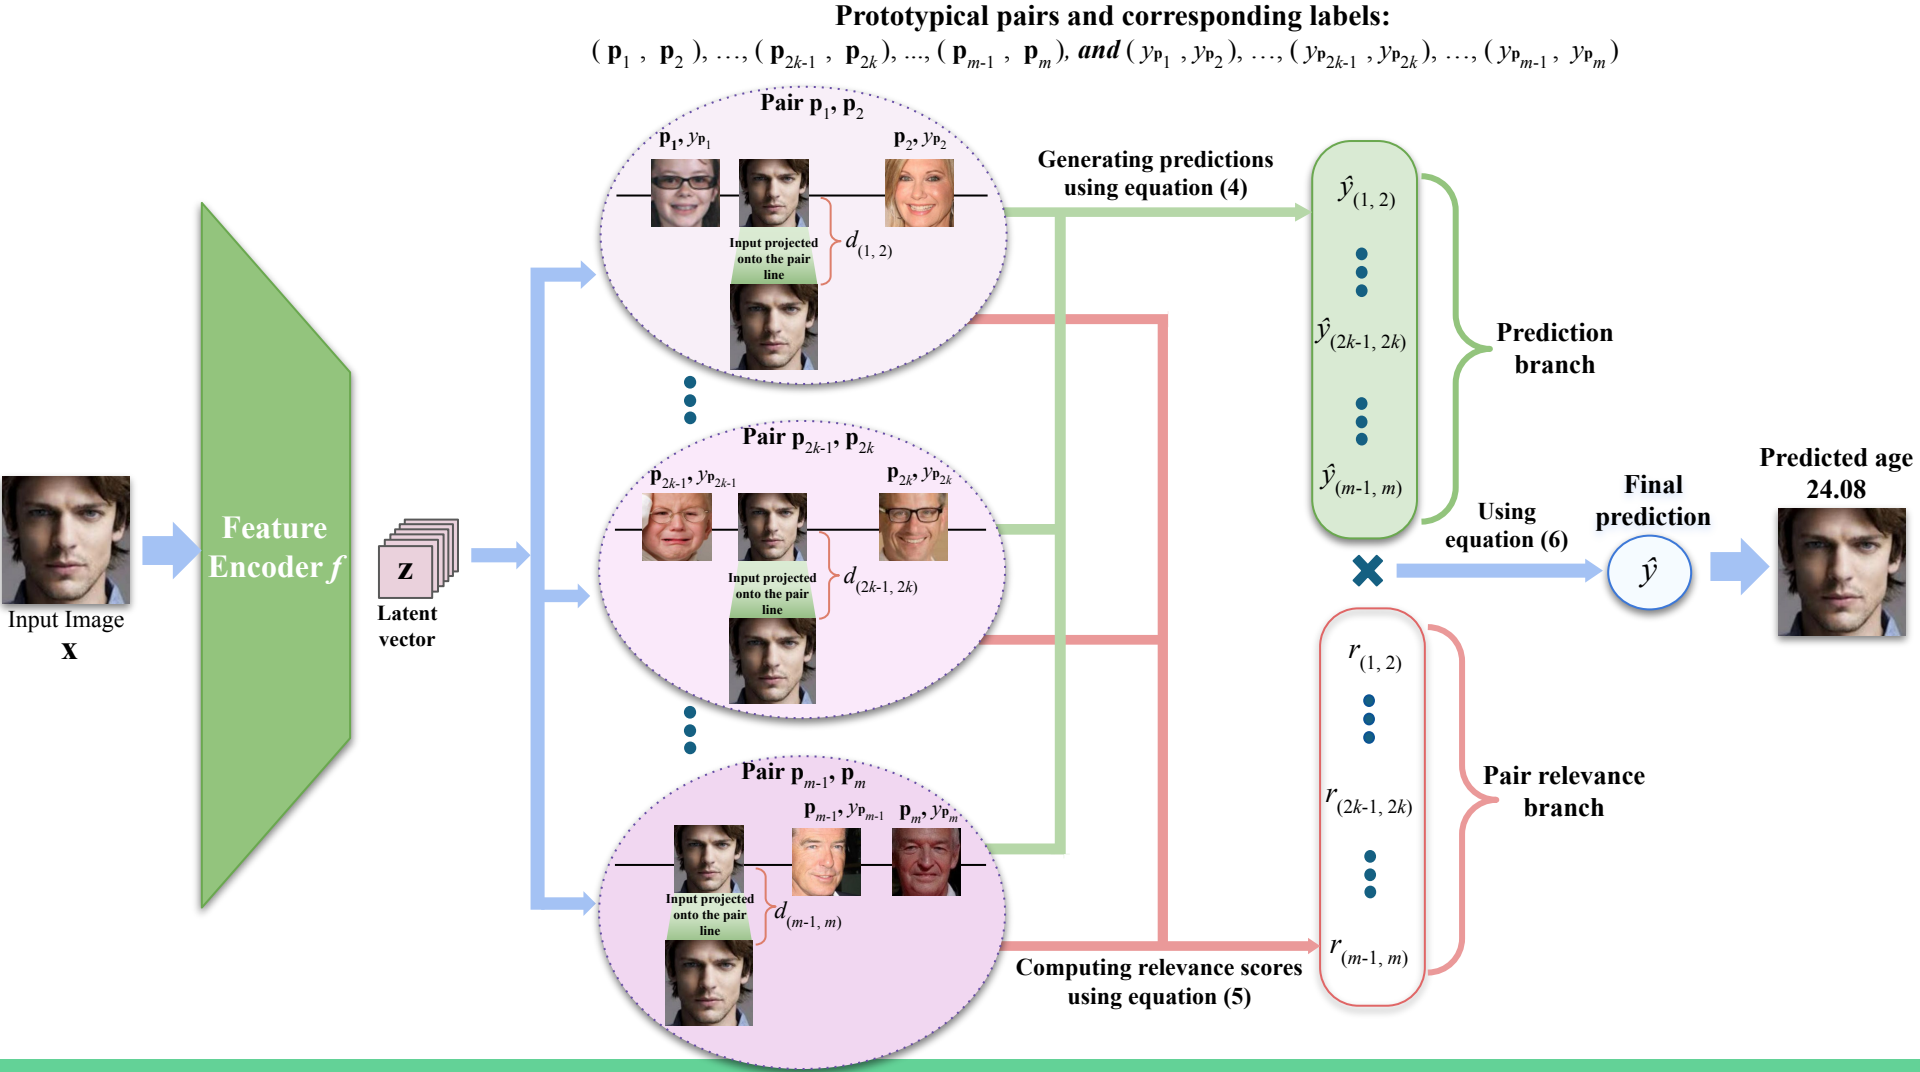 Prototypical pairs and corresponding labels:
( p1 , p2 ), …,( p2k-1 , p2k), ..., ( pm-1 , pm), and ( yp1 , yp2), …, (yp2k-1 , yp2k), …, ( ypm-1 , ypm)
Pair p1, p2
p1, yp1
p2, yp2
Input projected
onto the pair
line
d(1, 2)
Pair p2k-1, p2k
p2k-1, yp2k-1
p2k, yp2k
Input projected
onto the pair
line
d(2k-1, 2k)
Pair pm-1, pm
pm-1, ypm-1
pm, ypm
Input projected
onto the pair
line
d(m-1, m)
Input Image
x
Feature
Encoder f
z
Latent
vector
Generating predictions
using equation (4)
Computing relevance scores
using equation (5)
ŷ(1, 2)
ŷ(2k-1, 2k)
ŷ(m-1, m)
Prediction
branch
r(1, 2)
r(2k-1, 2k)
r(m-1, m)
Pair relevance
branch
Using
equation (6)
Final
prediction
ŷ
Predicted age
24.08